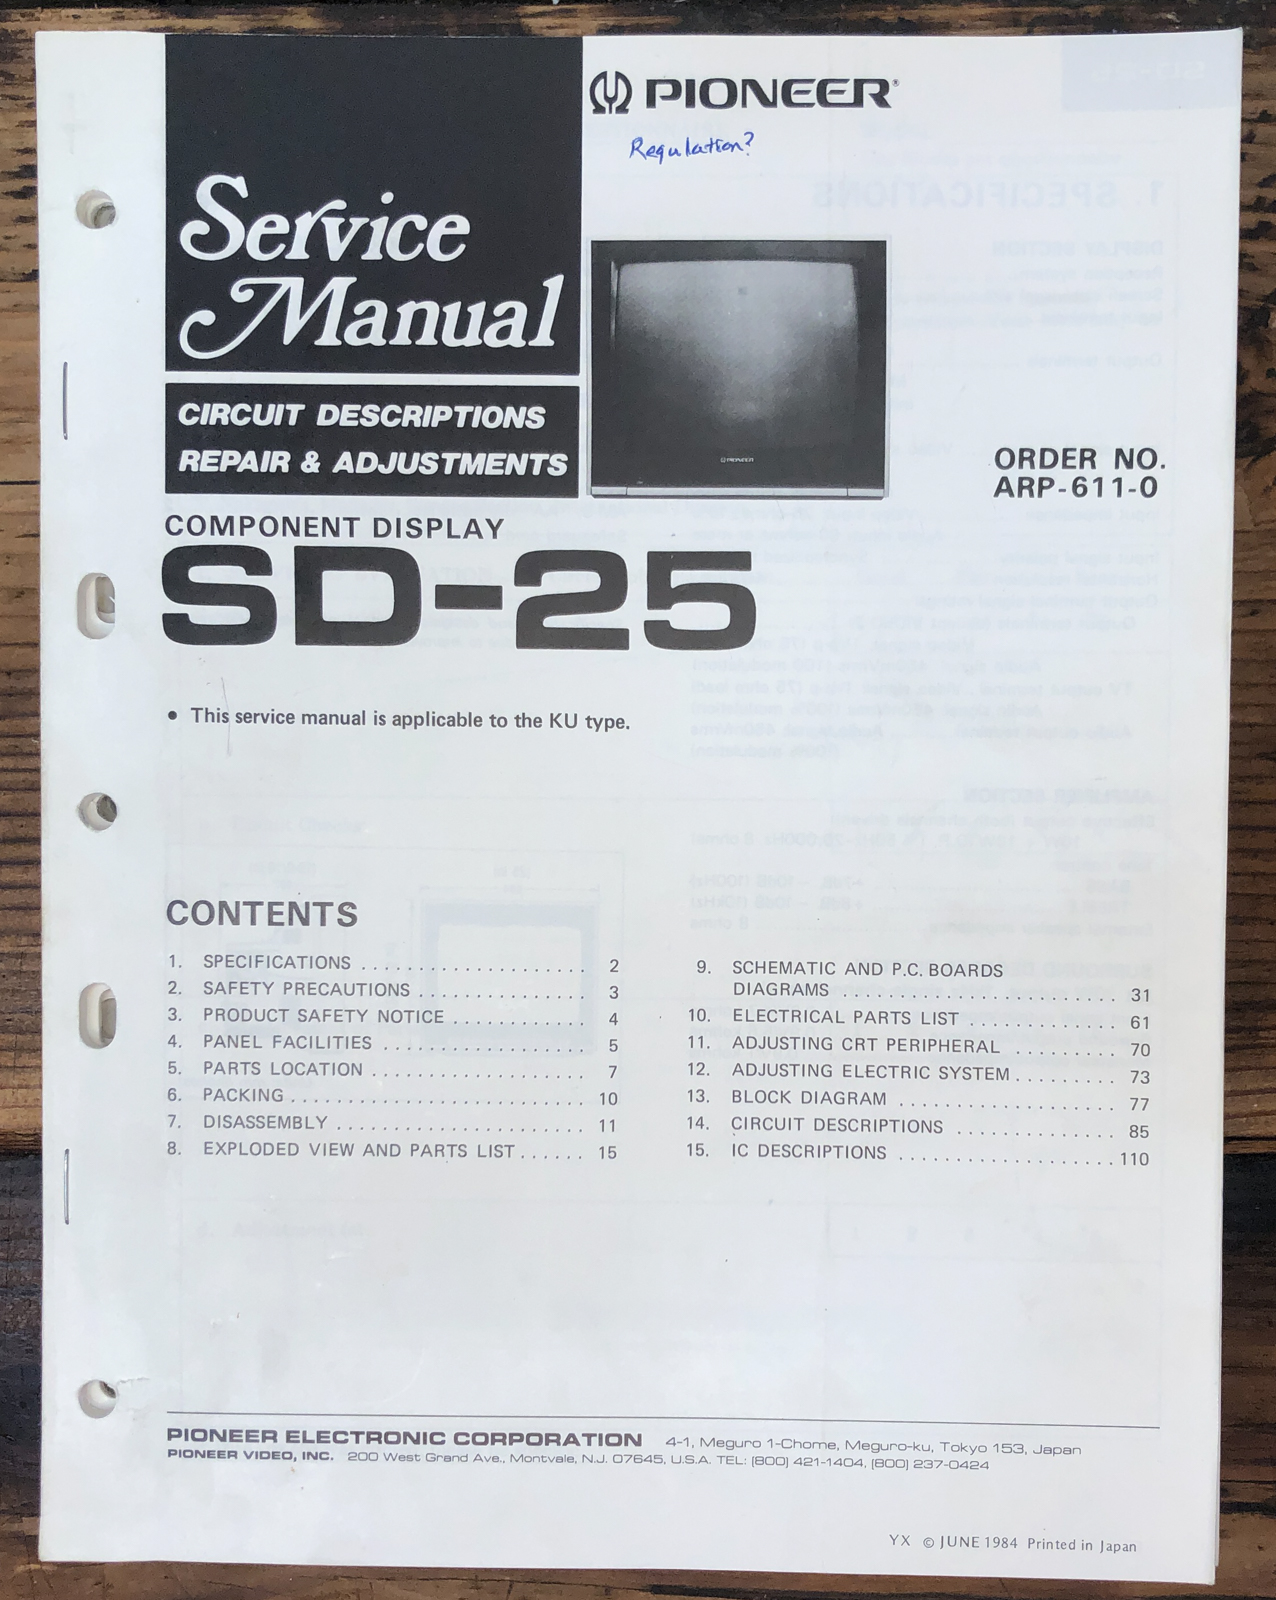 PIONEER®
Regulation?
Service
Manual
CIRCUIT DESCRIPTIONS
REPAIR & ADJUSTMENTS
PIONEER
ORDER NO.
ARP-611-0
COMPONENT DISPLAY
SD-25
• This service manual is applicable to the KU type.
CONTENTS
1. SPECIFICATIONS . . . . . . . . . . . . . . . . . . . . 2
2. SAFETY PRECAUTIONS . . . . . . . . . . . . . . . 3
3. PRODUCT SAFETY NOTICE . . . . . . . . . . . . 4
4. PANEL FACILITIES . . . . . . . . . . . . . . . . . . 5
5. PARTS LOCATION . . . . . . . . . . . . . . . . . . . 7
6. PACKING . . . . . . . . . . . . . . . . . . . . . . . . . . 10
7. DISASSEMBLY . . . . . . . . . . . . . . . . . . . . . . 11
8. EXPLODED VIEW AND PARTS LIST . . . . . . 15
9. SCHEMATIC AND P.C. BOARDS
DIAGRAMS . . . . . . . . . . . . . . . . . . . . . . . . 31
10. ELECTRICAL PARTS LIST . . . . . . . . . . . . . 61
11. ADJUSTING CRT PERIPHERAL . . . . . . . . . 70
12. ADJUSTING ELECTRIC SYSTEM . . . . . . . . . 73
13. BLOCK DIAGRAM . . . . . . . . . . . . . . . . . . . 77
14. CIRCUIT DESCRIPTIONS . . . . . . . . . . . . . . 85
15. IC DESCRIPTIONS . . . . . . . . . . . . . . . . . . . 110
PIONEER ELECTRONIC CORPORATION 4-1, Meguro 1-Chome, Meguro-ku, Tokyo 153, Japan
PIONEER VIDEO, INC. 200 West Grand Ave., Montvale, N.J. 07645, U.S.A. TEL: (800) 421-1404, (800) 237-0424
YX © JUNE 1984 Printed in Japan